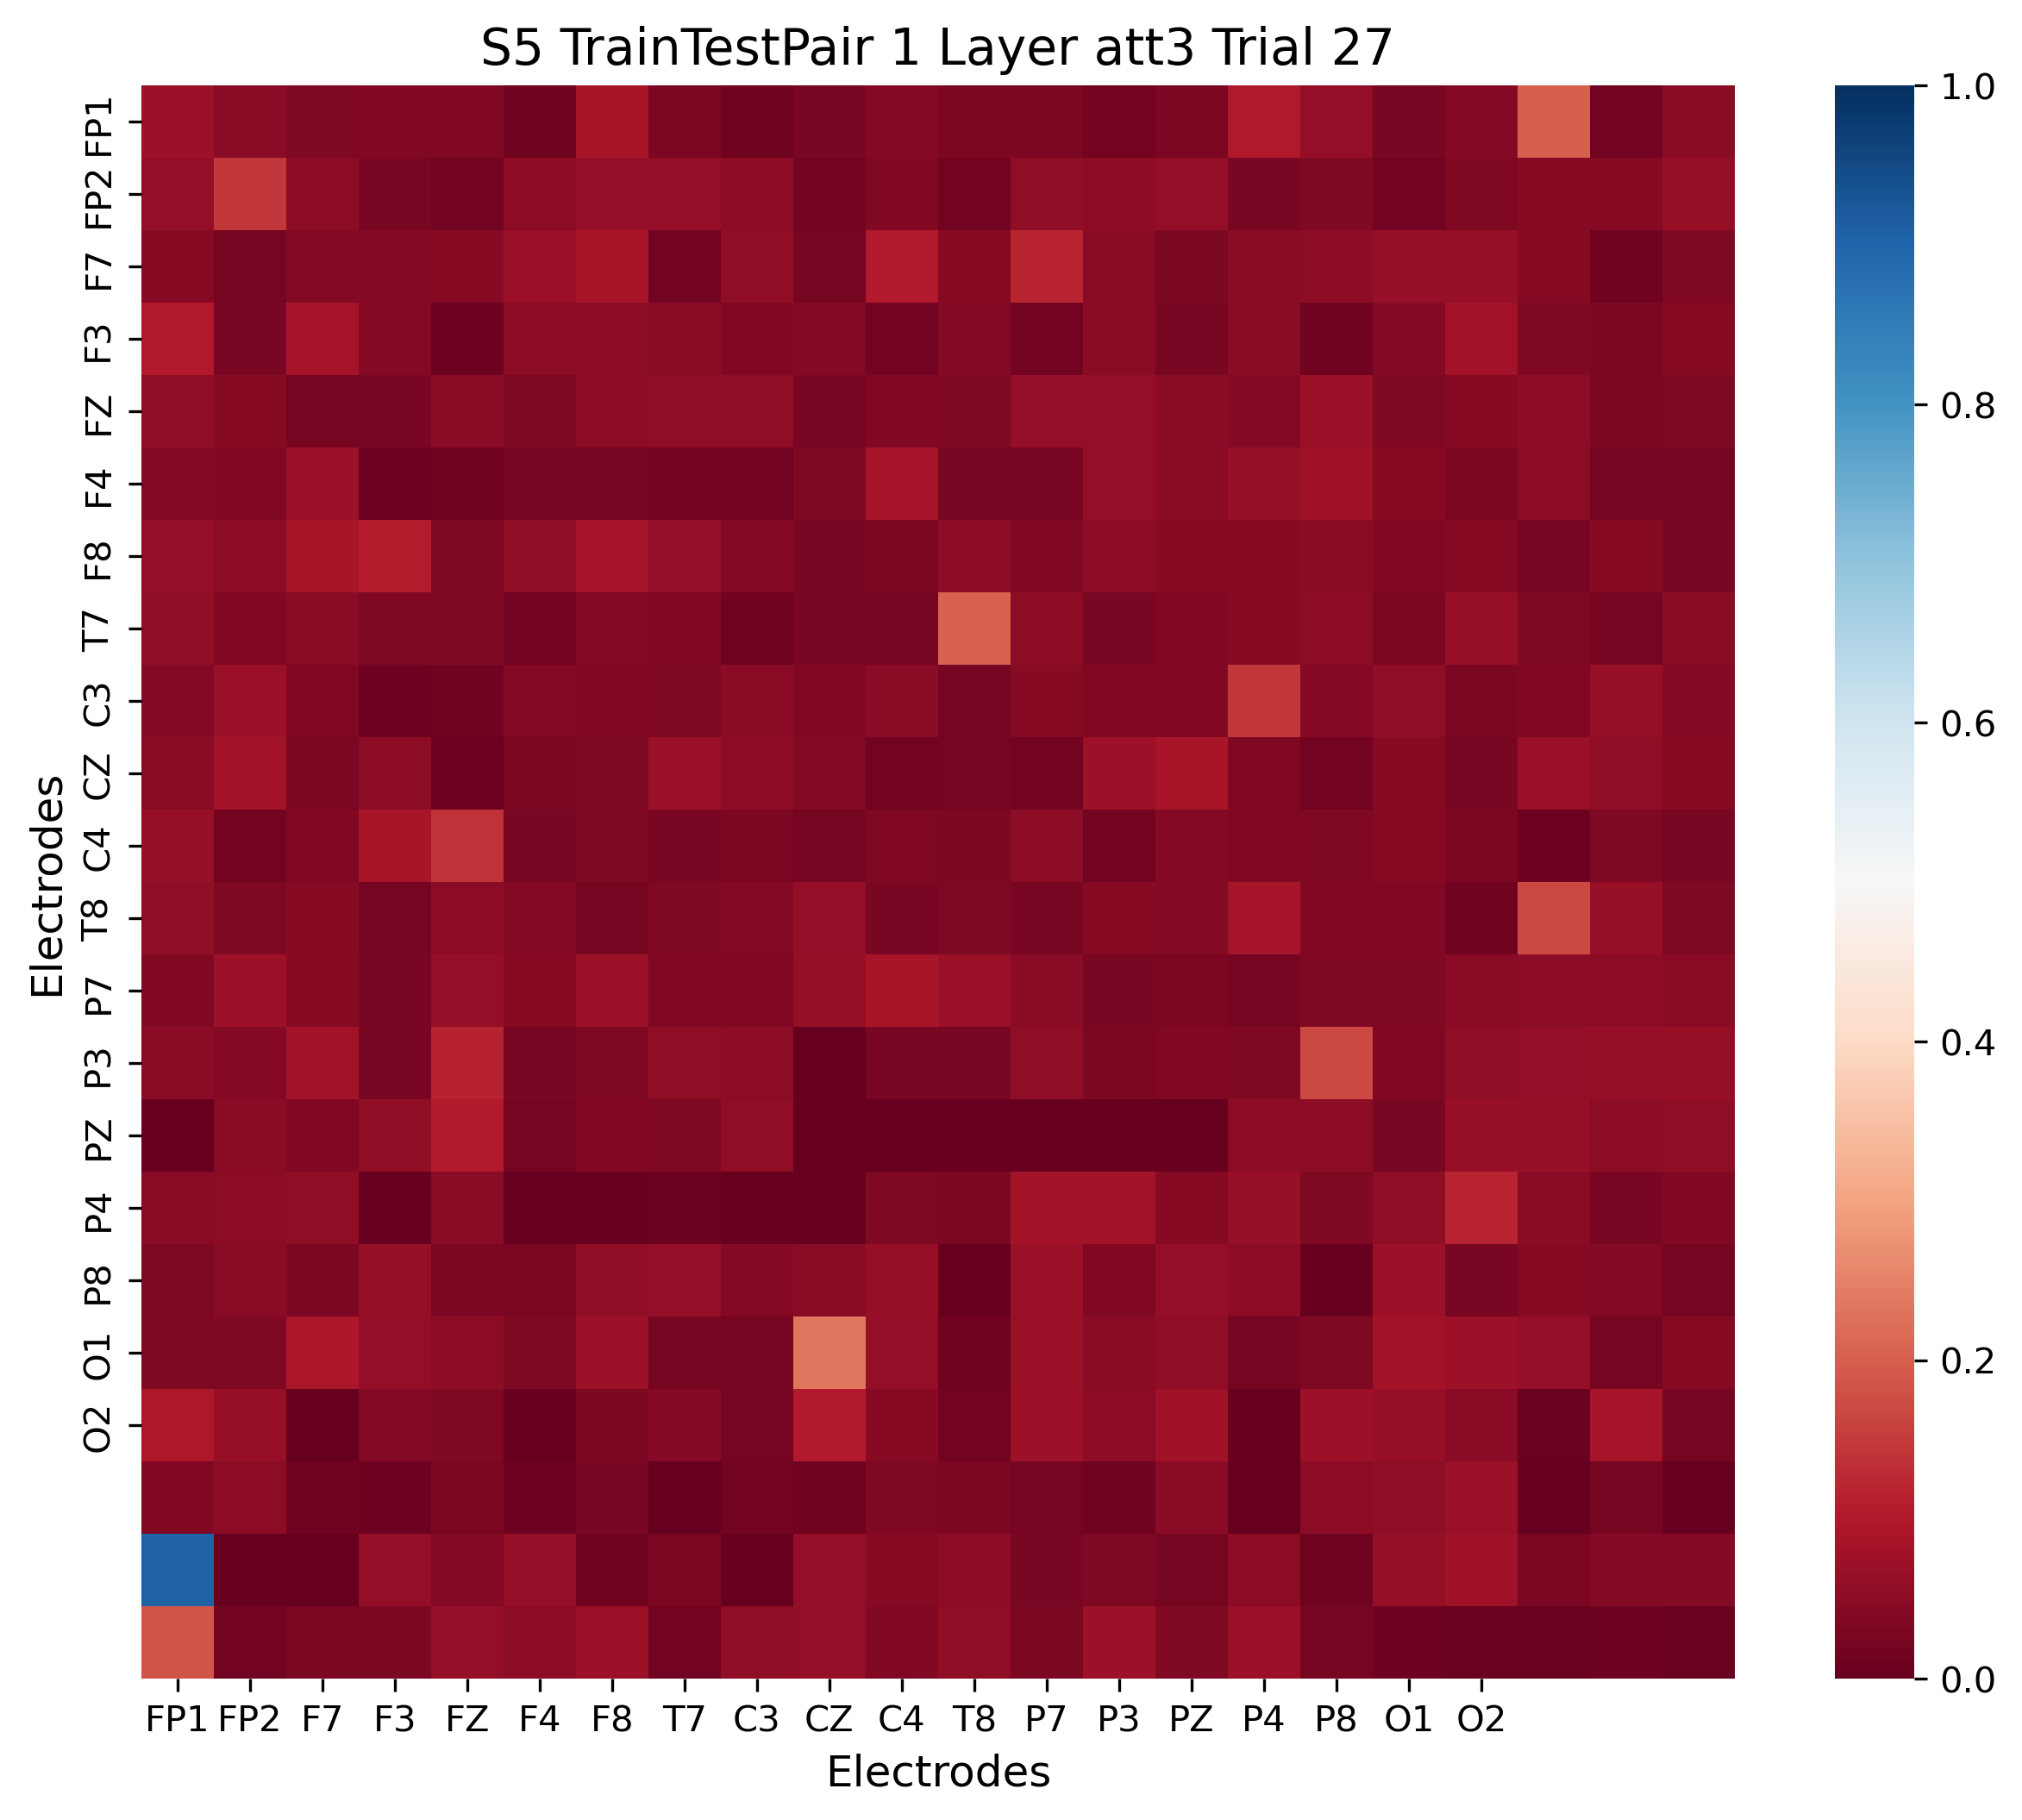 S5 TrainTestPair 1 Layer att3 Trial 27
Electrodes
FP1
FP2
F7
F3
FZ
F4
F8
T7
C3
CZ
C4
T8
P7
P3
PZ
P4
P8
O1
O2
FP1 FP2 F7 F3 FZ F4 F8 T7 C3 CZ C4 T8 P7 P3 PZ P4 P8 O1 O2
Electrodes
1.0
0.8
0.6
0.4
0.2
0.0